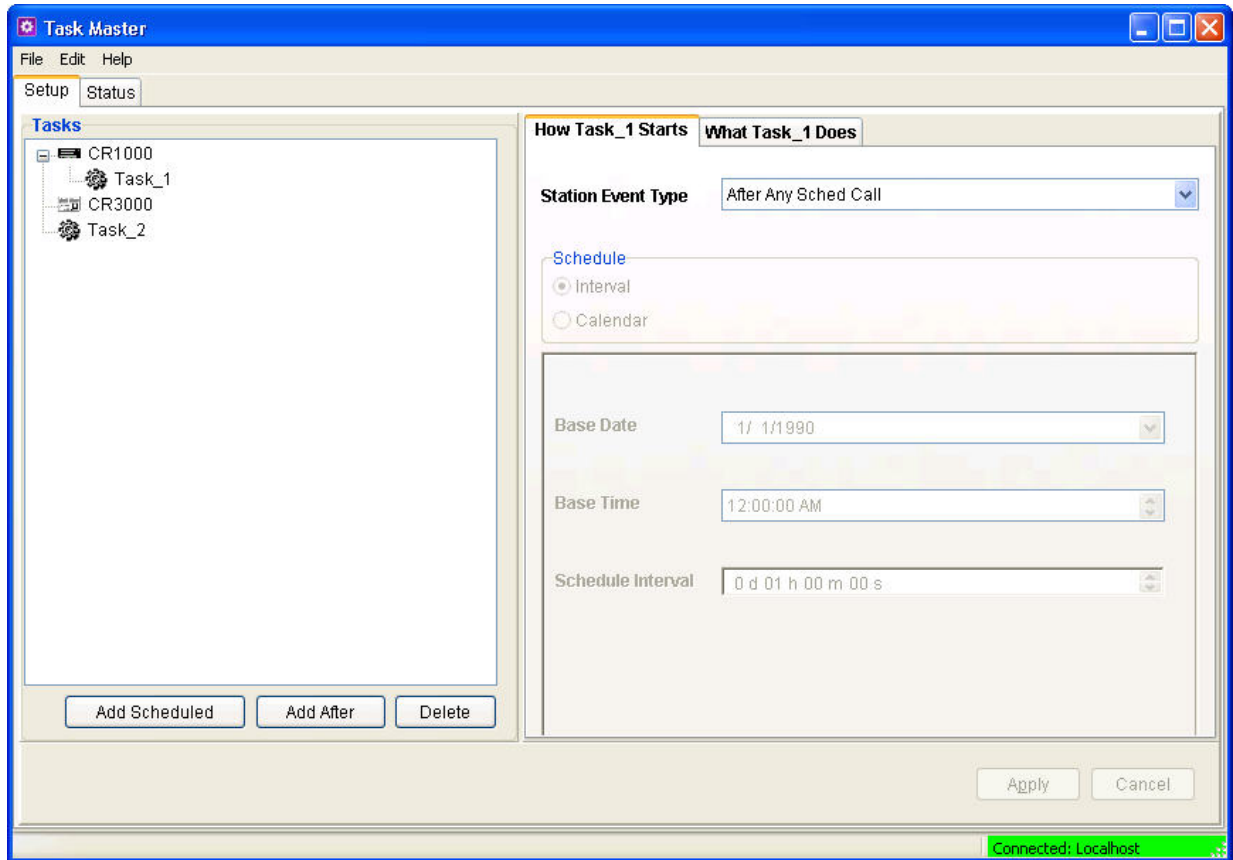 Task Master
File Edit Help
Setup Status
Tasks
CR1000
Task_1
CR3000
Task_2
Add Scheduled Add After Delete
How Task_1 Starts What Task_1 Does
Station Event Type After Any Sched Call
Schedule
Interval
Calendar
Base Date 1/ 1/1990
Base Time 12:00:00 AM
Schedule Interval 0 d 01 h 00 m 00 s
Apply Cancel
Connected: Localhost